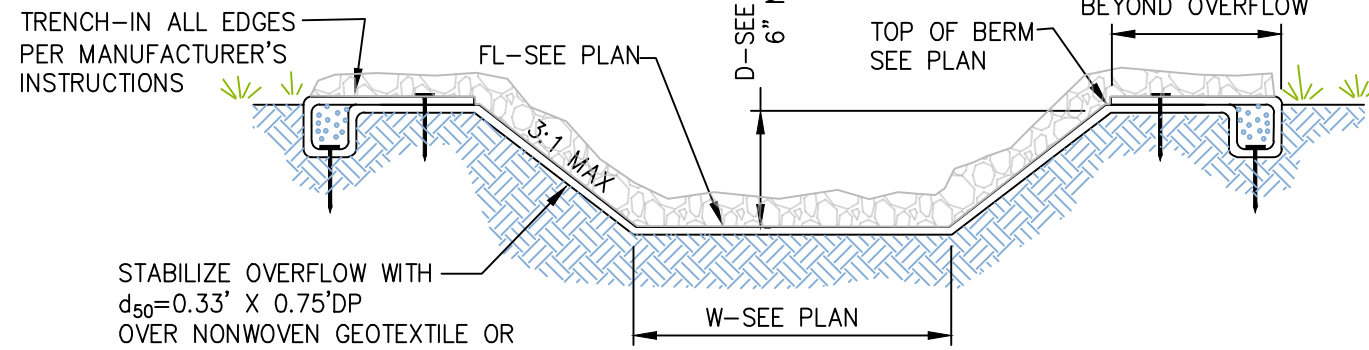 TRENCH-IN ALL EDGES
PER MANUFACTURER'S
INSTRUCTIONS
FL-SEE PLAN
D-SEE
6"
TOP OF BERM
SEE PLAN
BEYOND OVERFLOW
3:1 MAX
STABILIZE OVERFLOW WITH
d50=0.33' X 0.75'DP
OVER NONWOVEN GEOTEXTILE OR
W-SEE PLAN